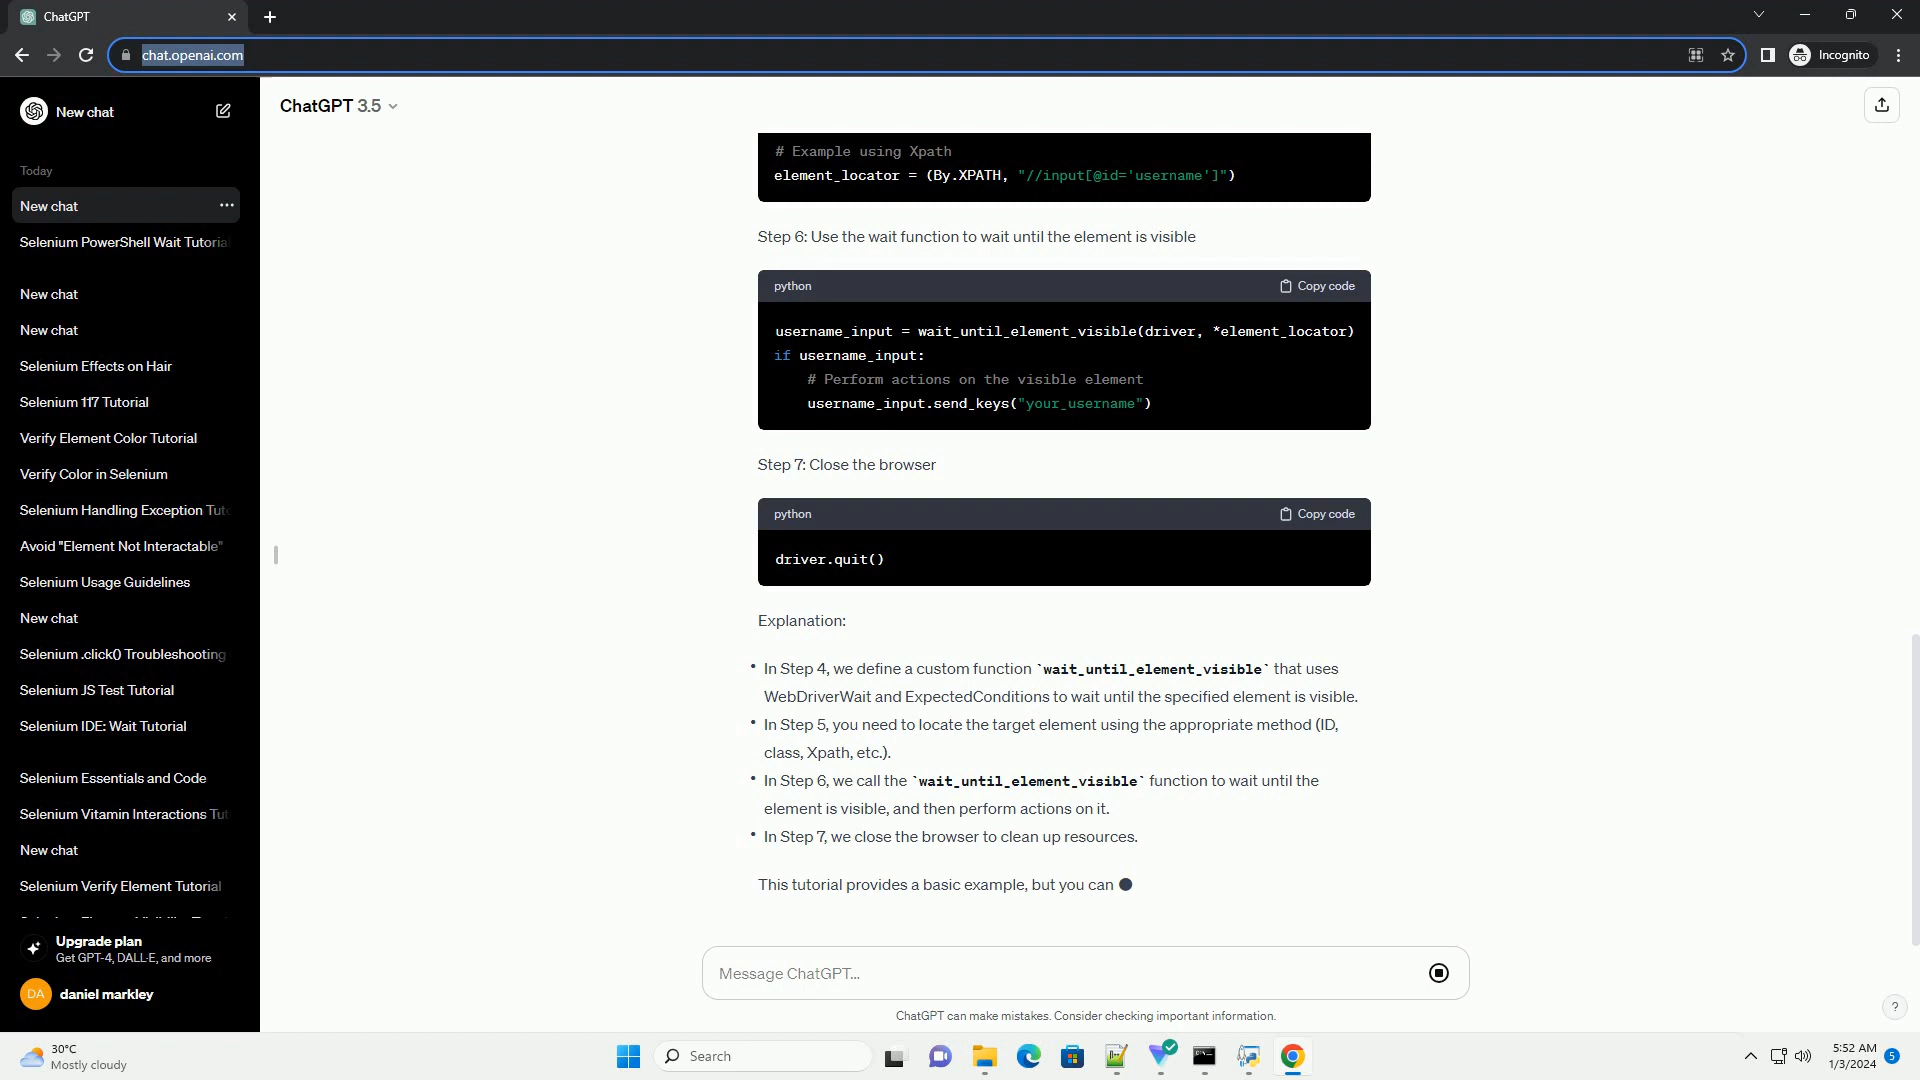 ChatGPT
chat.openai.com
Incognito
New chat
Today
New chat
Selenium PowerShell Wait Tutoria
New chat
New chat
Selenium Effects on Hair
Selenium 117 Tutorial
Verify Element Color Tutorial
Verify Color in Selenium
Selenium Handling Exception Tut
Avoid "Element Not Interactable"
Selenium Usage Guidelines
New chat
Selenium .click() Troubleshooting
Selenium JS Test Tutorial
Selenium IDE: Wait Tutorial
Selenium Essentials and Code
Selenium Vitamin Interactions Tut
New chat
Selenium Verify Element Tutorial
Upgrade plan
Get GPT-4, DALL·E, and more
DA
daniel markley
ChatGPT 3.5
# Example using Xpath
element_locator = (By.XPATH, "//input[@id='username']")
Step 6: Use the wait function to wait until the element is visible
python
Copy code
username_input = wait_until_element_visible(driver, *element_locator)
if username_input:
# Perform actions on the visible element
username_input.send_keys("your_username")
Step 7: Close the browser
python
Copy code
driver.quit()
Explanation:
• In Step 4, we define a custom function `wait_until_element_visible` that uses
WebDriverWait and ExpectedConditions to wait until the specified element is visible.
• In Step 5, you need to locate the target element using the appropriate method (ID,
class, Xpath, etc.).
• In Step 6, we call the `wait_until_element_visible` function to wait until the
element is visible, and then perform actions on it.
• In Step 7, we close the browser to clean up resources.
This tutorial provides a basic example, but you can
Message ChatGPT...
ChatGPT can make mistakes. Consider checking important information.
?
30°C
Mostly cloudy
Search
5:52 AM
1/3/2024
5